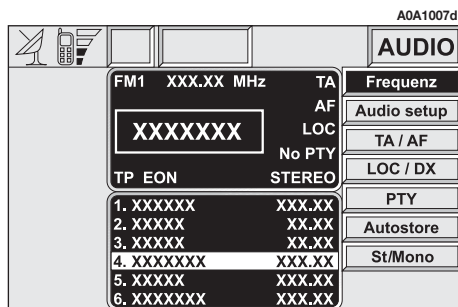 A0A1007d
AUDIO
FM1 XXX.XX MHz TA
AF
XXXXXXX LOC
No PTY
TP EON STEREO
1. XXXXXX XXX.XX
2. XXXXX XX.XX
3. XXXXX XX.XX
4. XXXXXXX XXX.XX
5. XXXXX XXX.XX
6. XXXXXXX XXX.XX
Frequenz
Audio setup
TA / AF
LOC / DX
PTY
Autostore
St/Mono